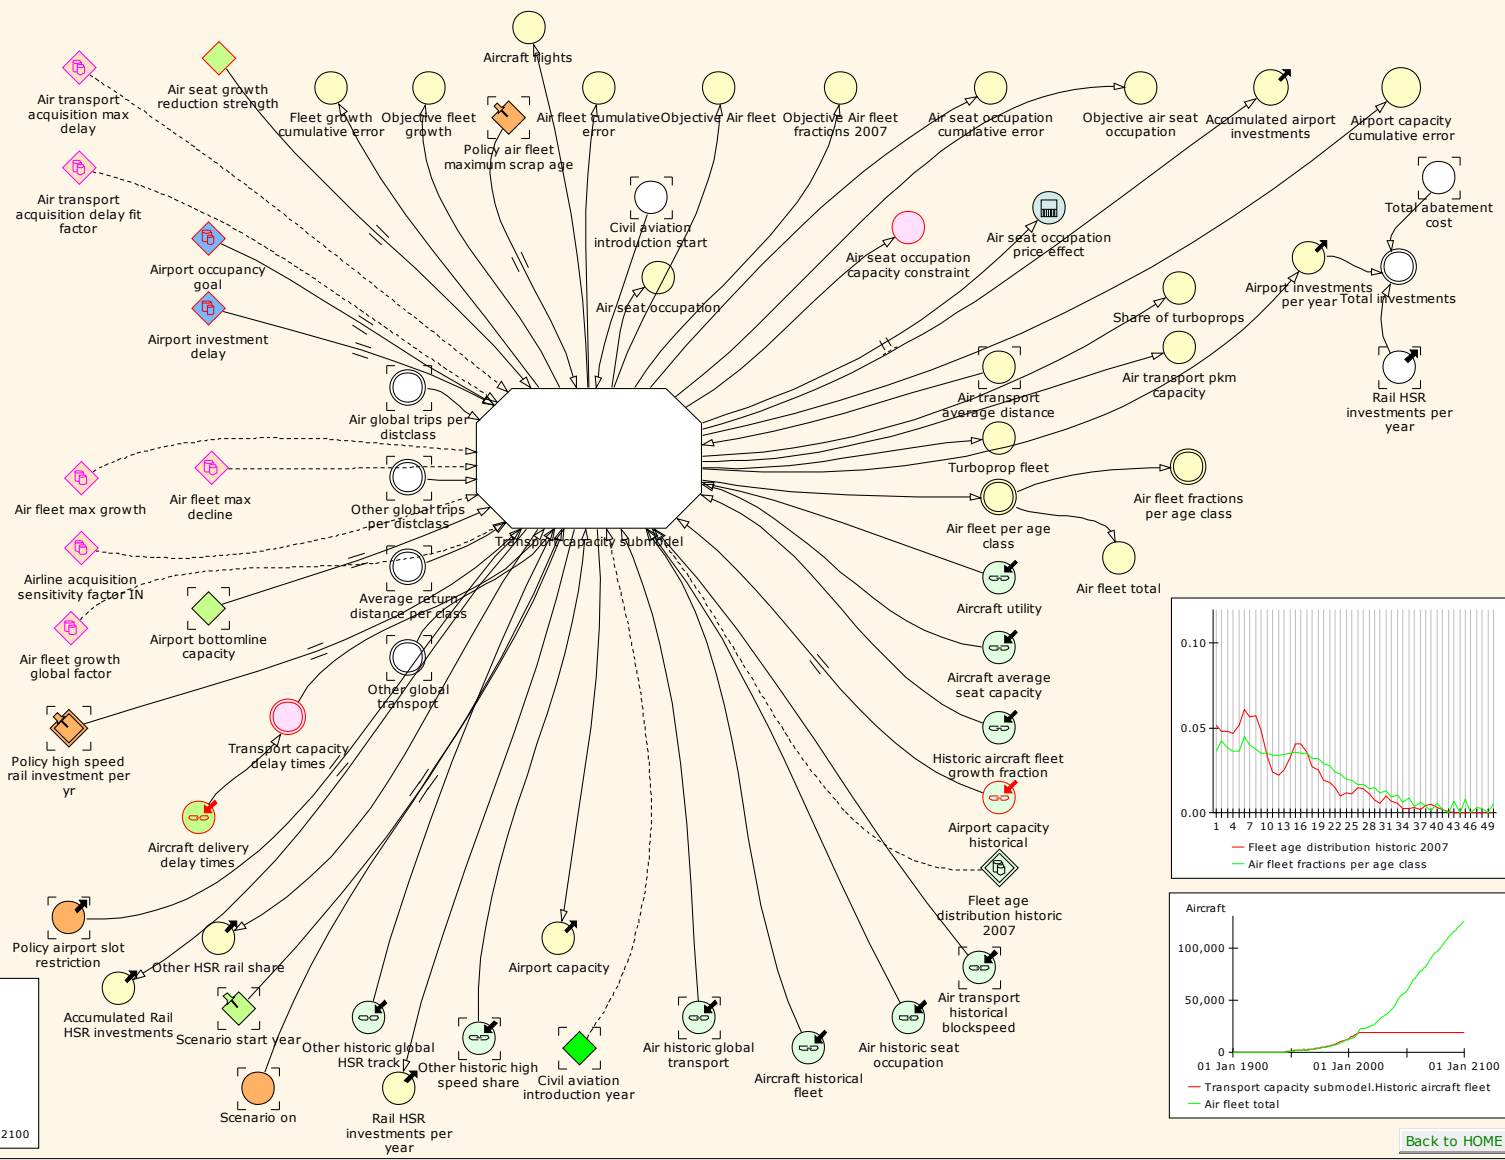 Aircraft flights
Air transport
acquisition max
delay
Air seat growth
reduction strength
Fleet growth
cumulative error
Objective fleet
growth
Policy air fleet
maximum scrap age
Air fleet cumulative
error
Objective Air fleet
Objective Air fleet
fractions 2007
Air seat occupation
cumulative error
Objective air seat
occupation
Accumulated airport
investments
Airport capacity
cumulative error
Air transport
acquisition delay fit
factor
Civil aviation
introduction start
Air seat occupation
capacity constraint
Air seat occupation
price effect
Total abatement
cost
Airport occupancy
goal
Air seat occupation
Airport investments
per year
Total investments
Share of turboprops
Airport investment
delay
Air transport pkm
capacity
Air transport
average distance
Rail HSR
investments per
year
Air global trips per
distclass
Turboprop fleet
Air fleet max growth
Air fleet max
decline
Other global trips
per distclass
Air fleet fractions
per age class
Air fleet per age
class
Transport capacity submodel
Airline acquisition
sensitivity factor IN
Average return
distance per class
Air fleet total
Aircraft utility
Airport bottomline
capacity
Air fleet growth
global factor
Other global
transport
Aircraft average
seat capacity
Policy high speed
rail investment per
yr
Transport capacity
delay times
Historic aircraft fleet
growth fraction
Aircraft delivery
delay times
Airport capacity
historical
Fleet age
distribution historic
2007
Policy airport slot
restriction
Other HSR rail share
Airport capacity
Accumulated Rail
HSR investments
Scenario start year
Air transport
historical
blockspeed
Other historic global
HSR track
Other historic high
speed share
Civil aviation
introduction year
Air historic global
transport
Aircraft historical
fleet
Air historic seat
occupation
Scenario on
Rail HSR
investments per
year
2100
0.10
0.05
0.00
1 4 7 10 13 16 19 22 25 28 31 34 37 40 43 46 49
Fleet age distribution historic 2007
Air fleet fractions per age class
Aircraft
100,000
50,000
0
01 Jan 1900 01 Jan 2000 01 Jan 2100
Transport capacity submodel.Historic aircraft fleet
Air fleet total
Back to HOME